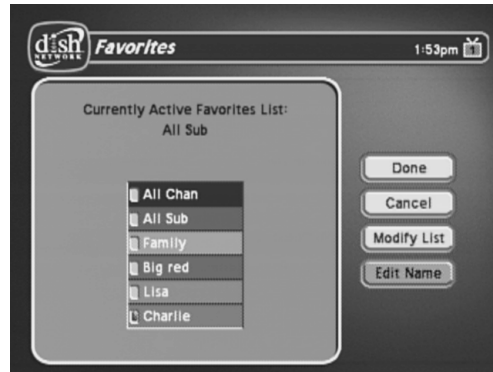 dish
NETWORK
Favorites
1:53pm
1
Currently Active Favorites List:
All Sub
All Chan
All Sub
Family
Big red
Lisa
Charlie
Done
Cancel
Modify List
Edit Name